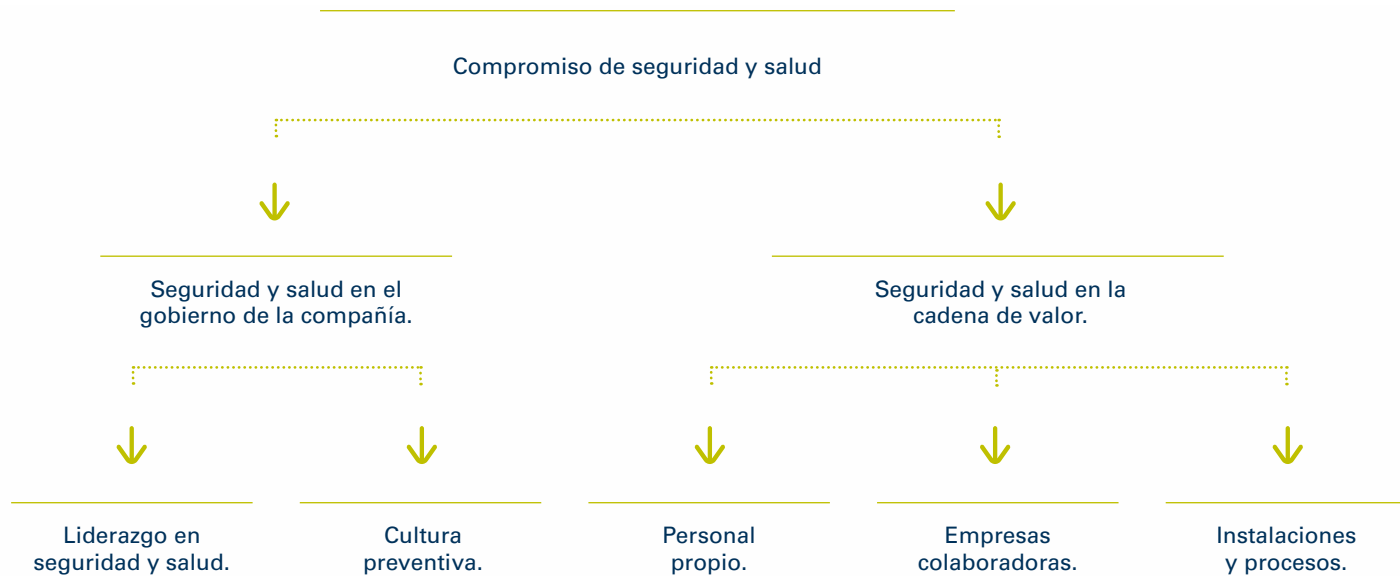 Compromiso de seguridad y salud
Seguridad y salud en el
gobierno de la compañía.
Seguridad y salud en la
cadena de valor.
Liderazgo en
seguridad y salud.
Cultura
preventiva.
Personal
propio.
Empresas
colaboradoras.
Instalaciones
y procesos.